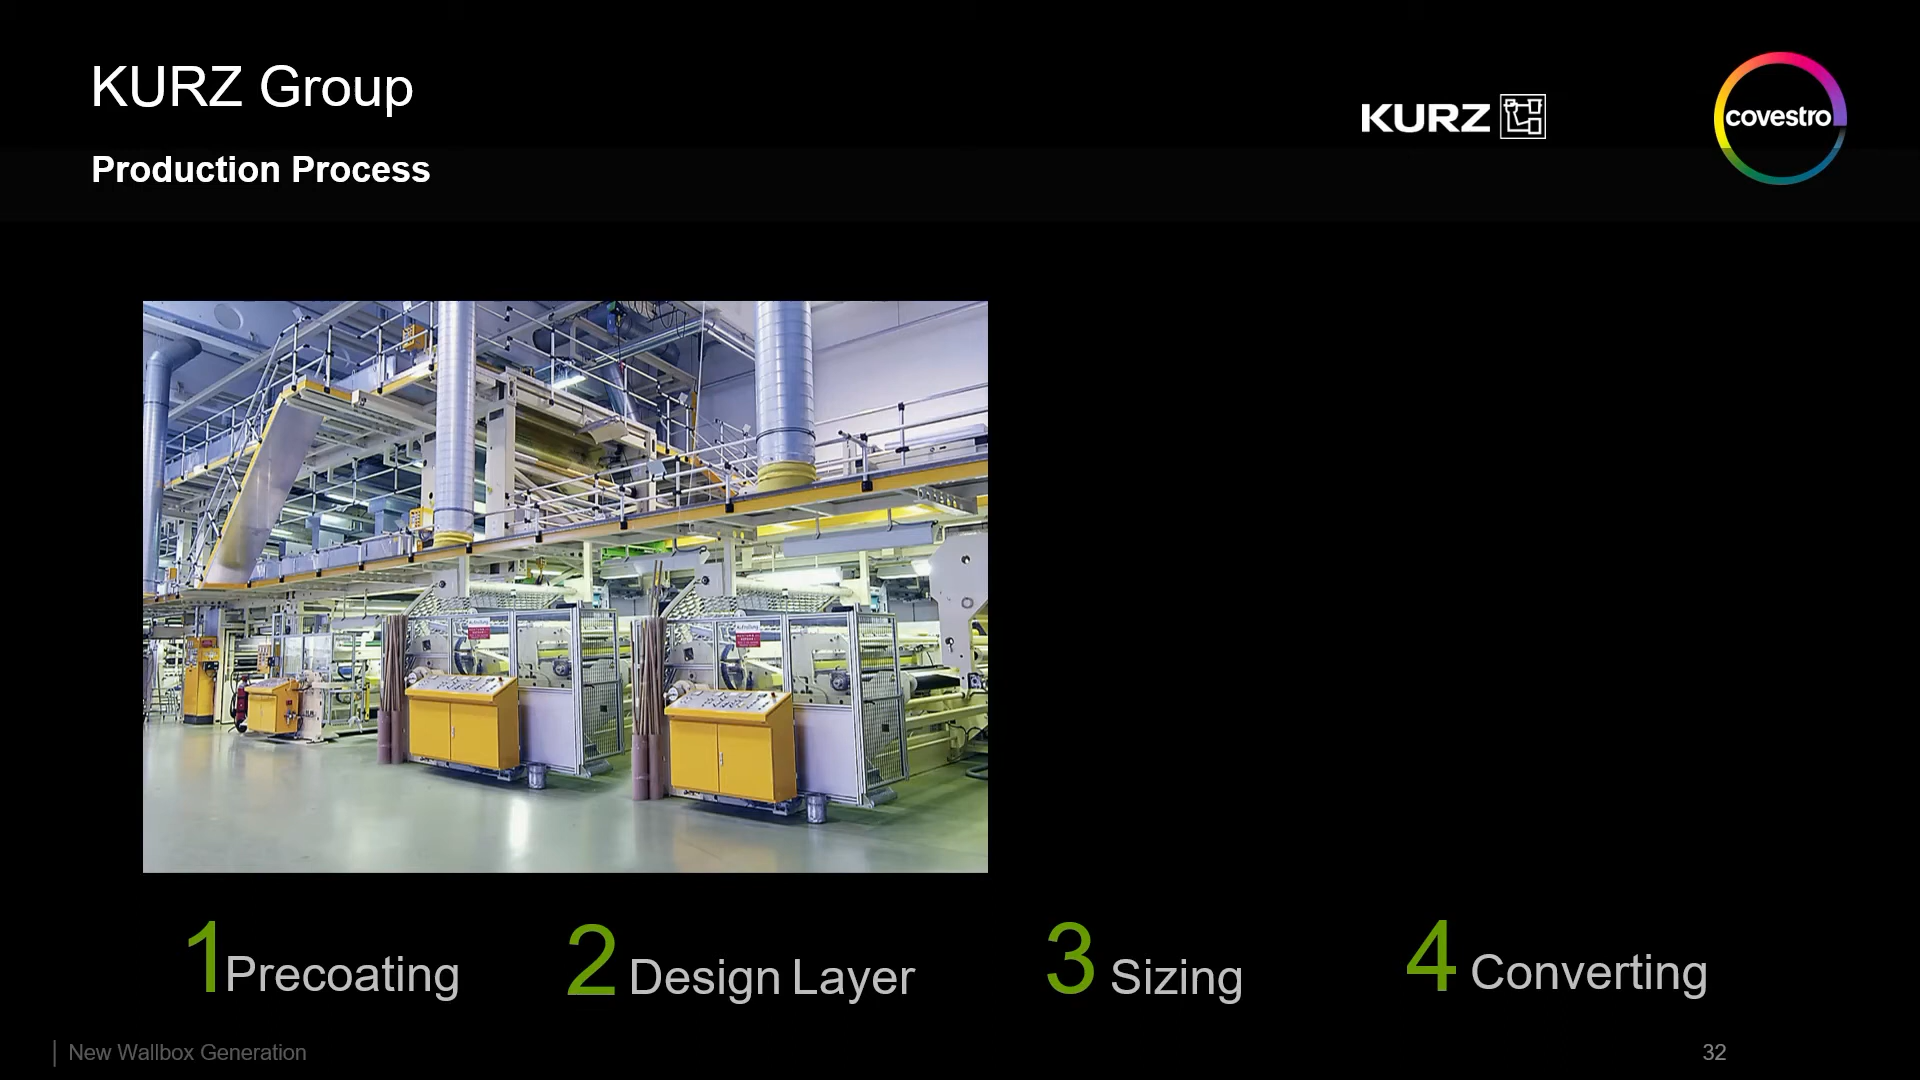 KURZ Group
KURZ
covestro
Production Process
1 Precoating
2 Design Layer
3 Sizing
4 Converting
New Wallbox Generation
32